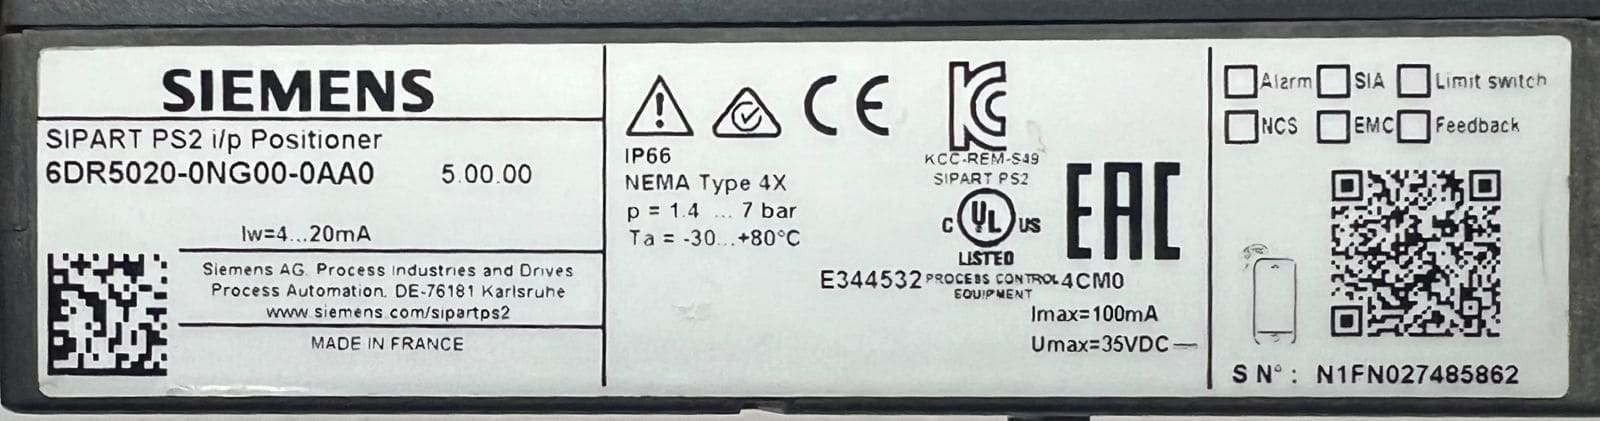 SIEMENS
SIPART PS2 i/p Positioner
6DR5020-0NG00-0AA0 5.00.00
Iw=4...20mA
Siemens AG. Process Industries and Drives
Process Automation. DE-76181 Karlsruhe
www.siemens.com/sipartps2
MADE IN FRANCE
IP66
NEMA Type 4X
p = 1.4 ... 7 bar
Ta = -30...+80°C
CE
KC
KCC-REM-S49
SIPART PS2
C UL US
LISTED
EAC
E344532 PROCESS CONTROL 4CM0
EQUIPMENT
Imax=100mA
Umax=35VDC
Alarm SIA Limit switch
NCS EMC Feedback
S N° : N1FN027485862